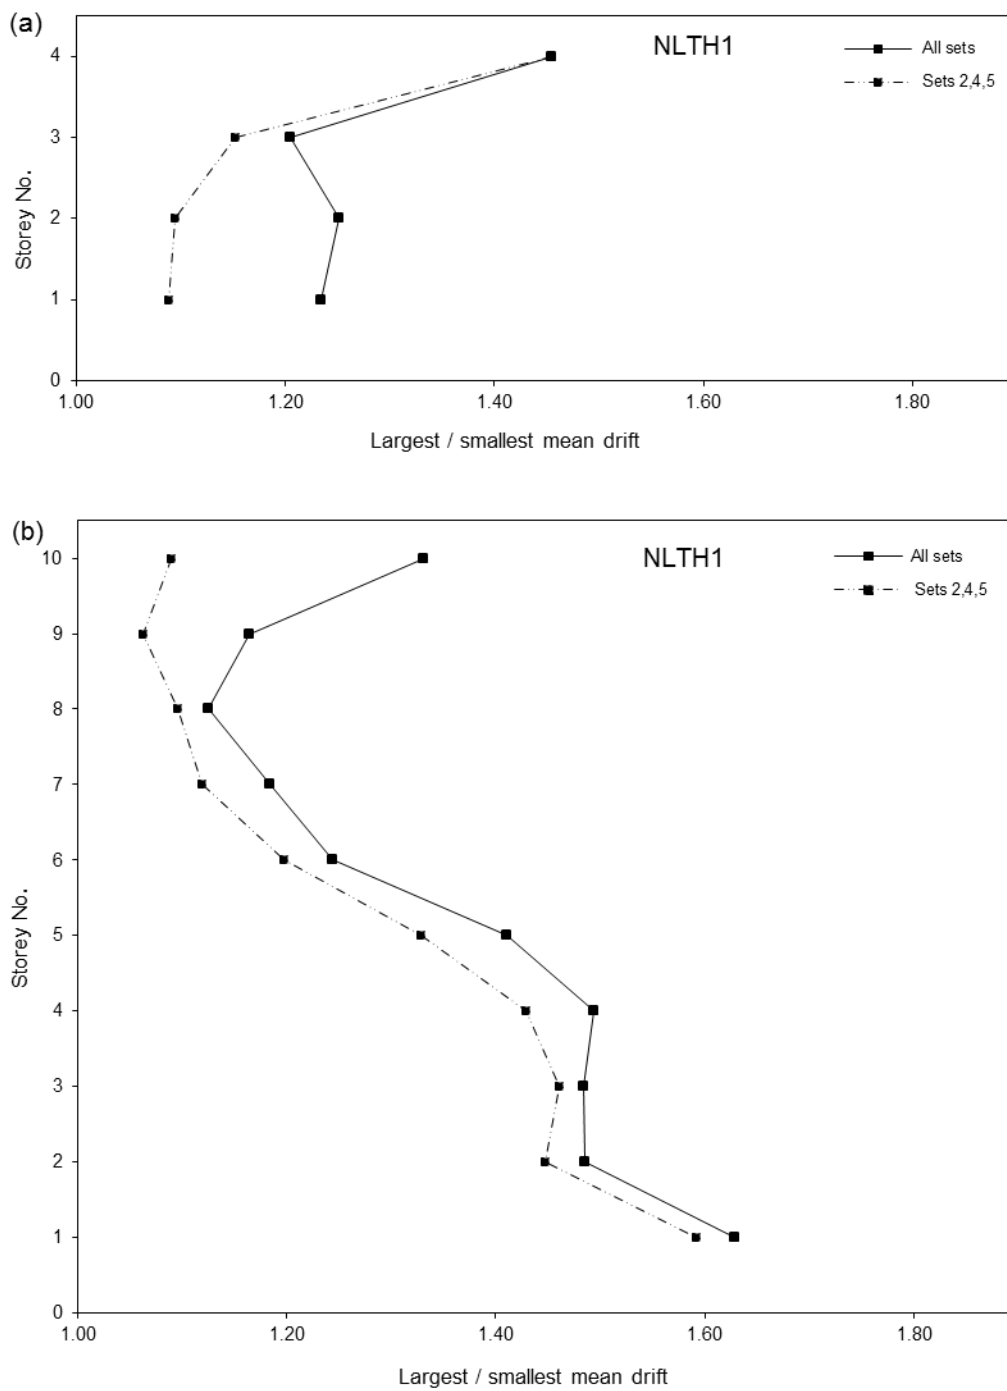 (a)
NLTH1
All sets
Sets 2,4,5
4
3
2
1
0
Storey No.
1.00 1.20 1.40 1.60 1.80
Largest / smallest mean drift
(b)
NLTH1
All sets
Sets 2,4,5
10
9
8
7
6
5
4
3
2
1
0
Storey No.
1.00 1.20 1.40 1.60 1.80
Largest / smallest mean drift